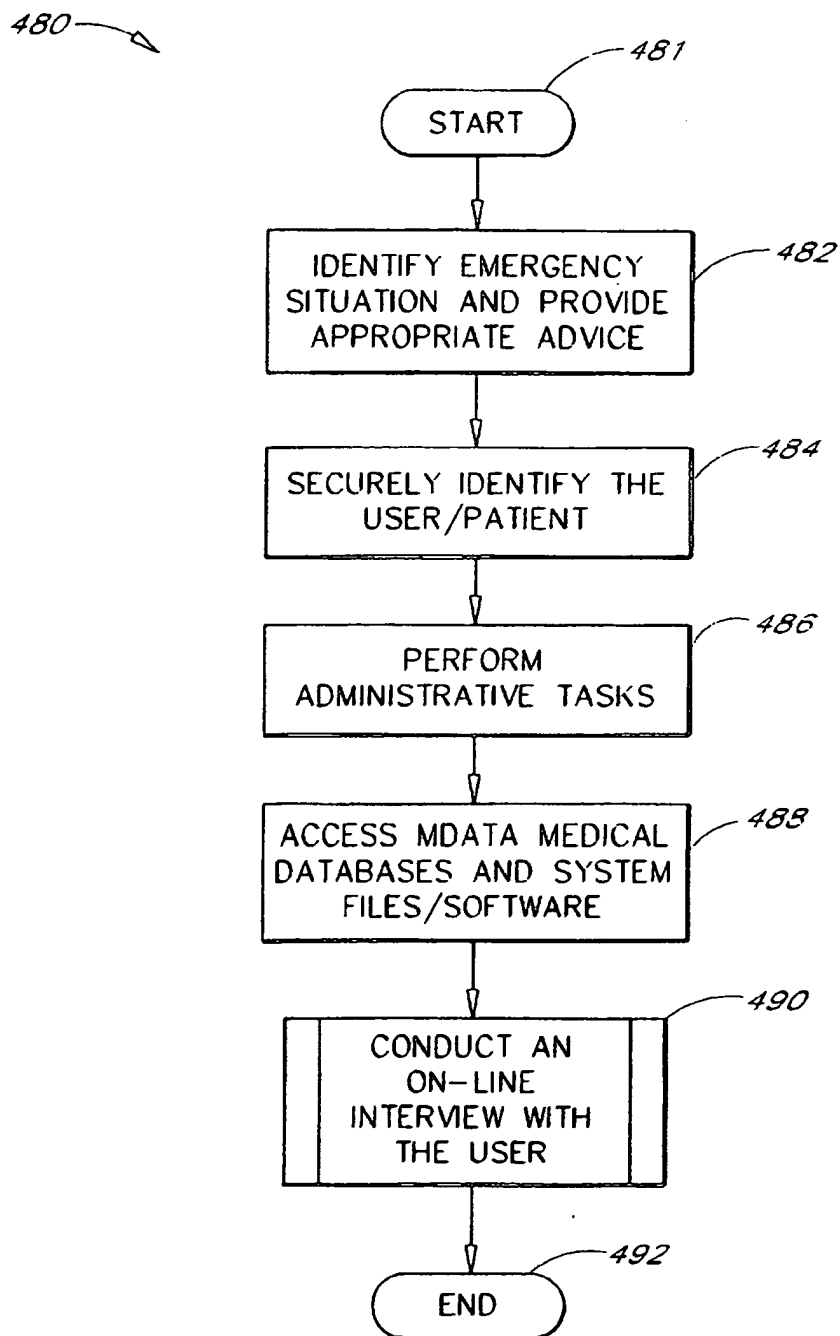 480
481
START
482
IDENTIFY EMERGENCY
SITUATION AND PROVIDE
APPROPRIATE ADVICE
484
SECURELY IDENTIFY THE
USER/PATIENT
486
PERFORM
ADMINISTRATIVE TASKS
488
ACCESS MDATA MEDICAL
DATABASES AND SYSTEM
FILES/SOFTWARE
490
CONDUCT AN
ON-LINE
INTERVIEW WITH
THE USER
492
END